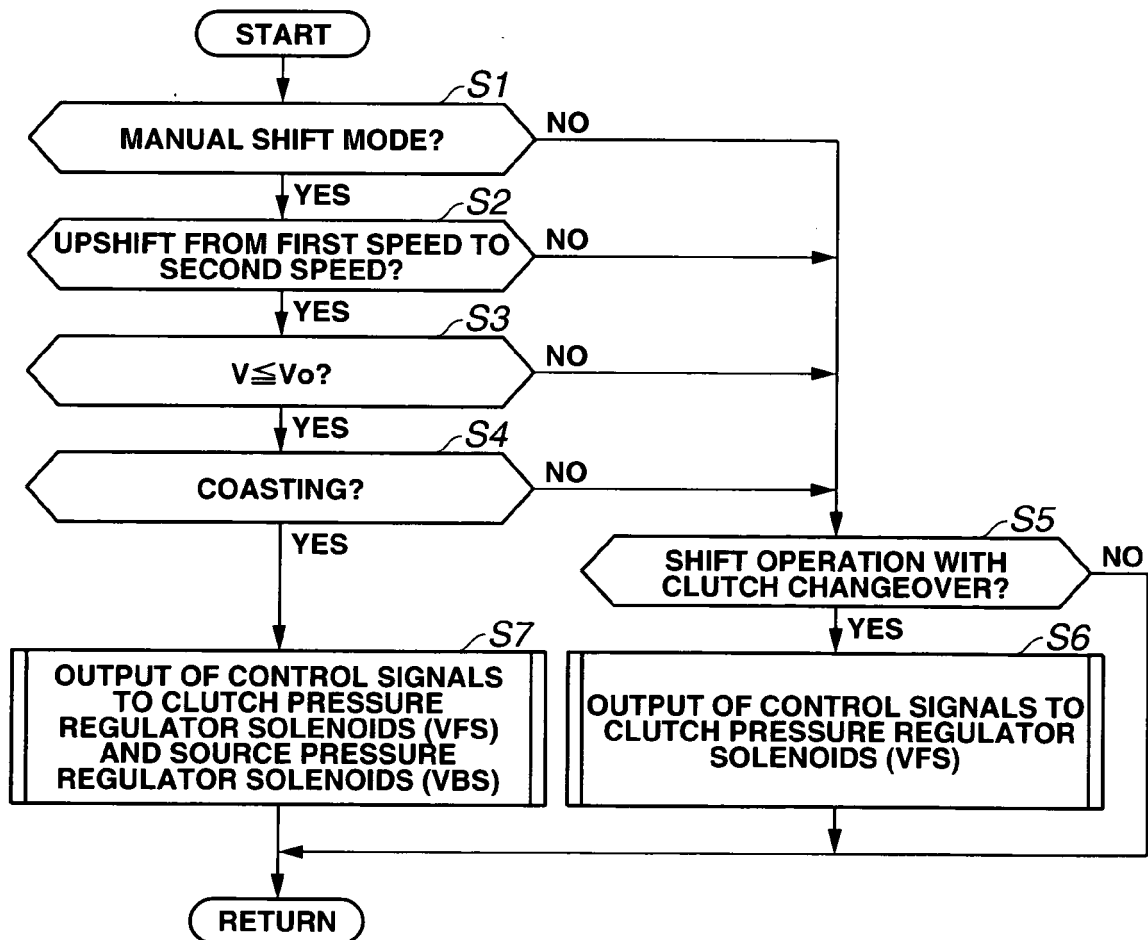 START
S1
MANUAL SHIFT MODE?
NO
YES
S2
UPSHIFT FROM FIRST SPEED TO
SECOND SPEED?
NO
YES
S3
V≦Vo?
NO
YES
S4
COASTING?
NO
YES
S5
SHIFT OPERATION WITH
CLUTCH CHANGEOVER?
NO
YES
S7
OUTPUT OF CONTROL SIGNALS
TO CLUTCH PRESSURE
REGULATOR SOLENOIDS (VFS)
AND SOURCE PRESSURE
REGULATOR SOLENOIDS (VBS)
S6
OUTPUT OF CONTROL SIGNALS TO
CLUTCH PRESSURE REGULATOR
SOLENOIDS (VFS)
RETURN